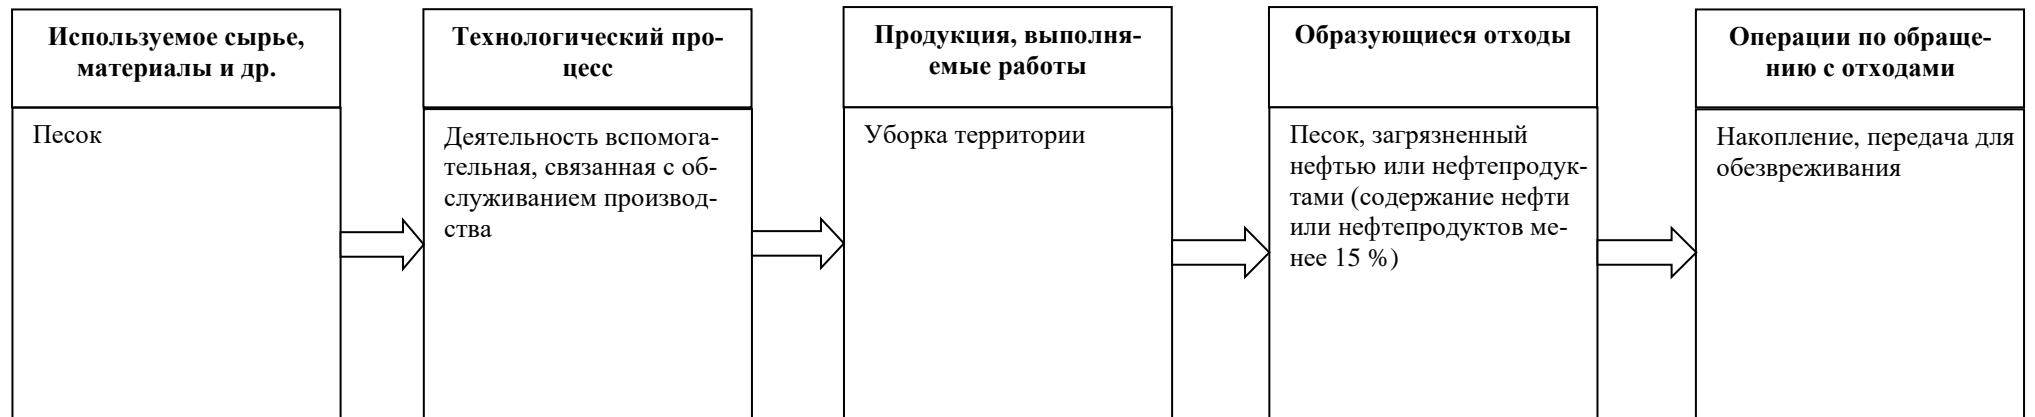 Используемое сырье,
материалы и др.
Песок
Технологический про-
цесс
Деятельность вспомога-
тельная, связанная с об-
служиванием производ-
ства
Продукция, выполня-
емые работы
Уборка территории
Образующиеся отходы
Песок, загрязненный
нефтью или нефтепродук-
тами (содержание нефти
или нефтепродуктов ме-
нее 15 %)
Операции по обраще-
нию с отходами
Накопление, передача для
обезвреживания